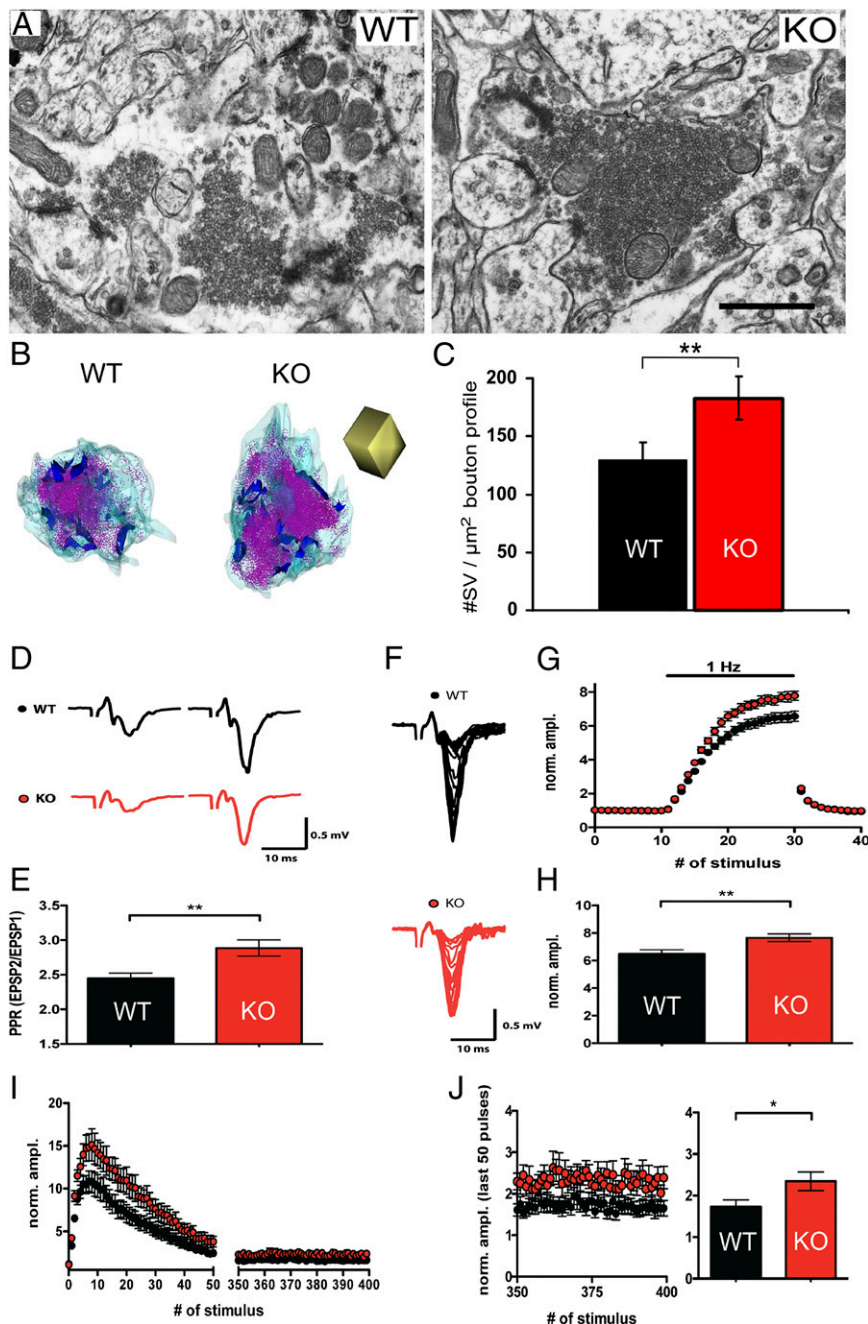 A
WT
KO
B
WT
KO
C
**
#SV / µm² bouton profile
200
150
100
50
0
WT
KO
D
WT
KO
0.5 mV
10 ms
E
PPR (EPSP2/EPSP1)
3.5
3.0
2.5
2.0
1.5
**
WT
KO
F
WT
KO
0.5 mV
10 ms
G
1 Hz
norm. ampl.
8
6
4
2
0
0 10 20 30 40
# of stimulus
H
**
norm. ampl.
10
8
6
4
2
0
WT
KO
I
norm. ampl.
20
15
10
5
0 10 20 30 40 50 350 360 370 380 390 400
# of stimulus
J
norm. ampl. (last 50 pulses)
4
3
2
1
0
350 375 400
# of stimulus
4
3
2
1
0
*
WT
KO